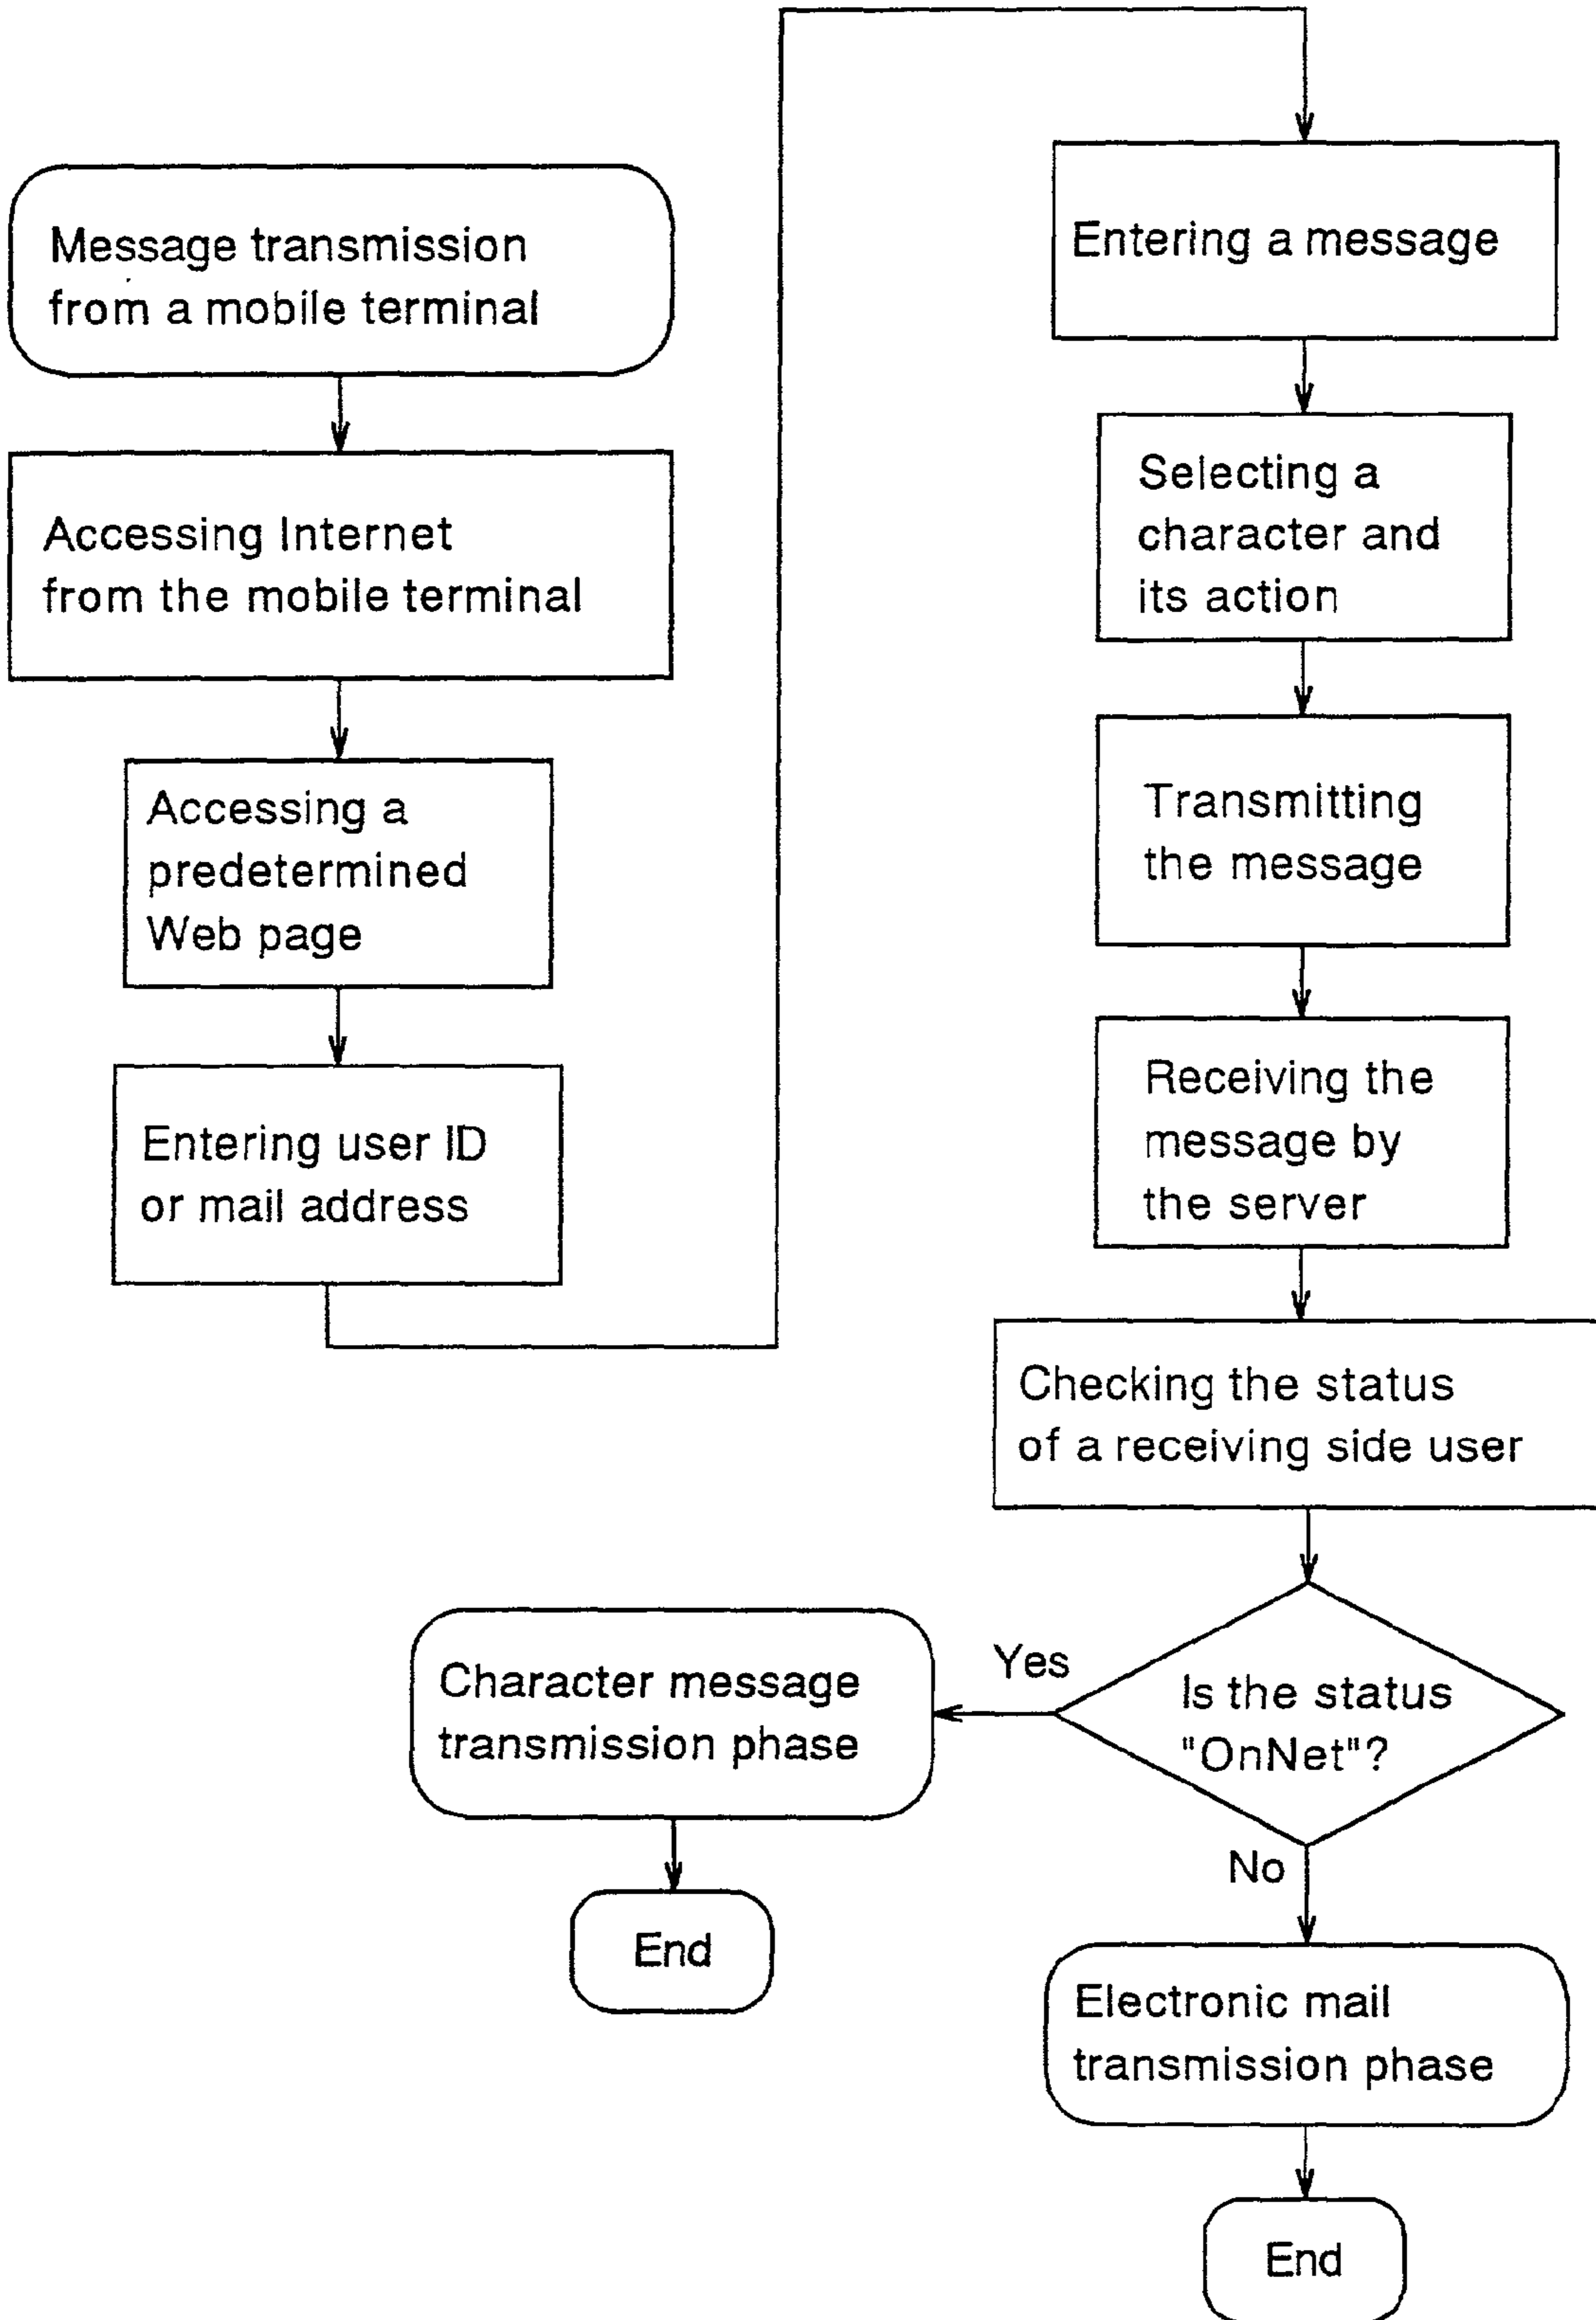 Message transmission
from a mobile terminal
Accessing Internet
from the mobile terminal
Accessing a
predetermined
Web page
Entering user ID
or mail address
Entering a message
Selecting a
character and
its action
Transmitting
the message
Receiving the
message by
the server
Checking the status
of a receiving side user
Is the status
"OnNet"?
Yes
Character message
transmission phase
End
No
Electronic mail
transmission phase
End